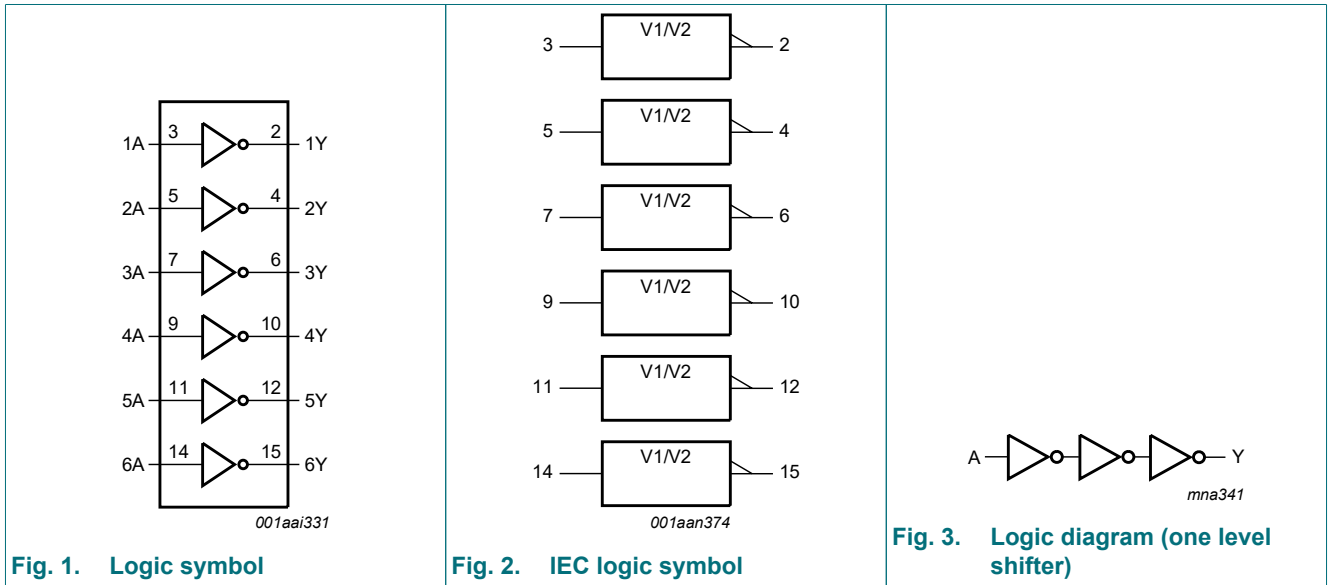 1A 3 2 1Y
2A 5 4 2Y
3A 7 6 3Y
4A 9 10 4Y
5A 11 12 5Y
6A 14 15 6Y
001aai331
Fig. 1. Logic symbol
V1/V2
3 2
V1/V2
5 4
V1/V2
7 6
V1/V2
9 10
V1/V2
11 12
V1/V2
14 15
001aan374
Fig. 2. IEC logic symbol
A Y
mna341
Fig. 3. Logic diagram (one level
shifter)